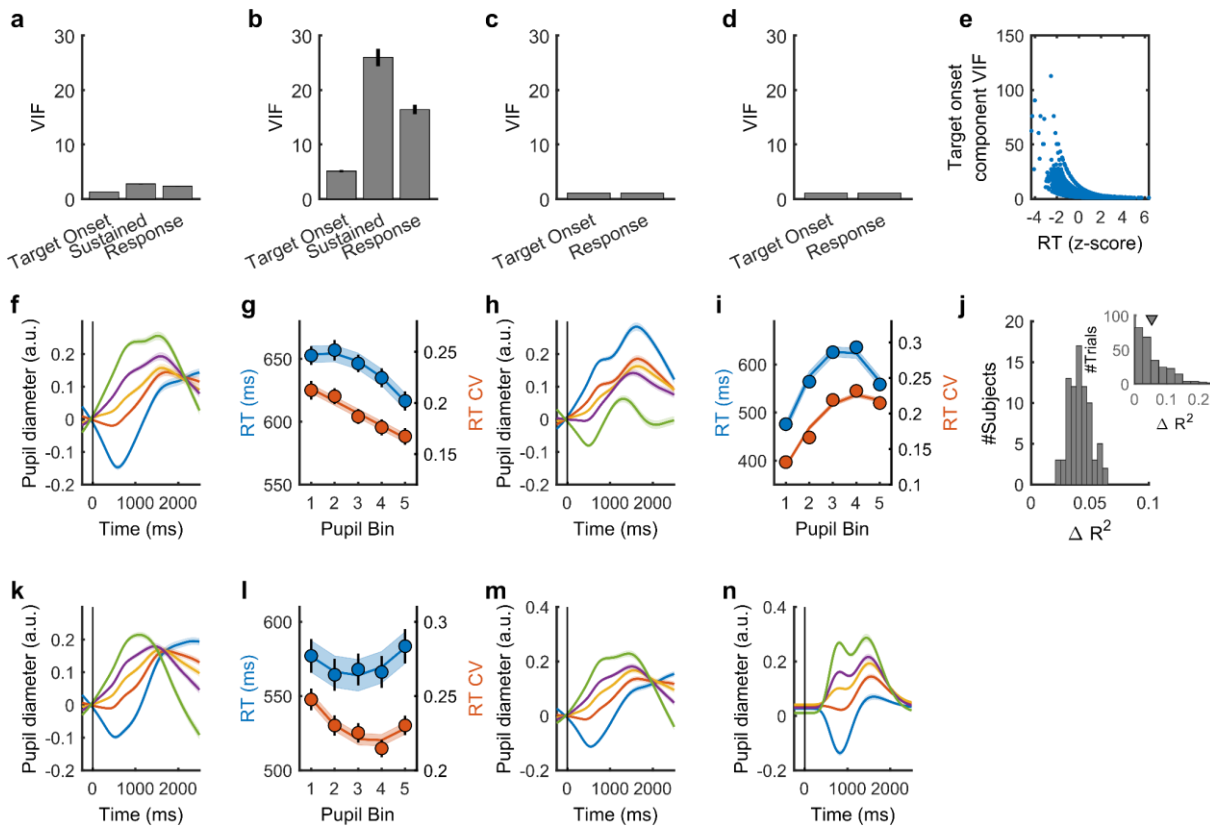 a
30
20
10
0
VIF
Target Onset
Sustained
Response
b
30
20
10
0
VIF
Target Onset
Sustained
Response
c
30
20
10
0
VIF
Target Onset
Response
d
30
20
10
0
VIF
Target Onset
Response
e
150
100
50
0
Target onset
component VIF
-4 -2 0 2 4 6
RT (z-score)
f
0.2
0.1
0
-0.1
-0.2
Pupil diameter (a.u.)
0 1000 2000
Time (ms)
g
650
600
550
RT (ms)
0.25
0.2
0.15
RT CV
1 2 3 4 5
Pupil Bin
h
0.2
0.1
0
-0.1
-0.2
Pupil diameter (a.u.)
0 1000 2000
Time (ms)
i
600
500
400
RT (ms)
0.3
0.25
0.2
0.15
0.1
RT CV
1 2 3 4 5
Pupil Bin
j
20
15
10
5
0
#Subjects
0 0.05 0.1
Δ R²
100
50
0
#Trials
0 0.1 0.2
Δ R²
k
0.2
0.1
0
-0.1
-0.2
Pupil diameter (a.u.)
0 1000 2000
Time (ms)
l
600
550
500
RT (ms)
0.3
0.25
0.2
RT CV
1 2 3 4 5
Pupil Bin
m
0.4
0.2
0
-0.2
Pupil diameter (a.u.)
0 1000 2000
Time (ms)
n
0.4
0.2
0
-0.2
Pupil diameter (a.u.)
0 1000 2000
Time (ms)